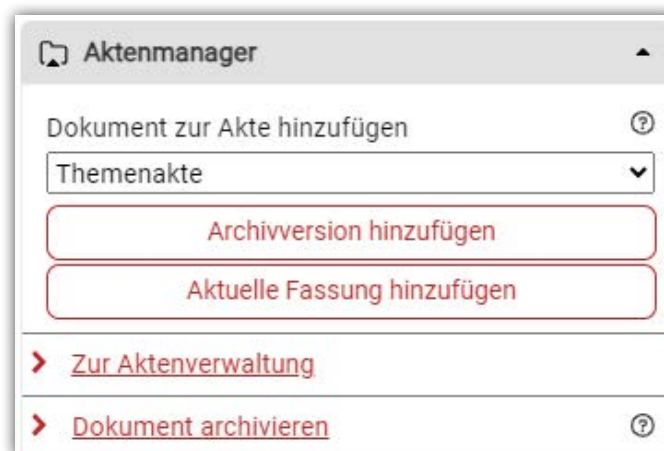 Aktenmanager
Dokument zur Akte hinzufügen
Themenakte
Archivversion hinzufügen
Aktuelle Fassung hinzufügen
Zur Aktenverwaltung
Dokument archivieren